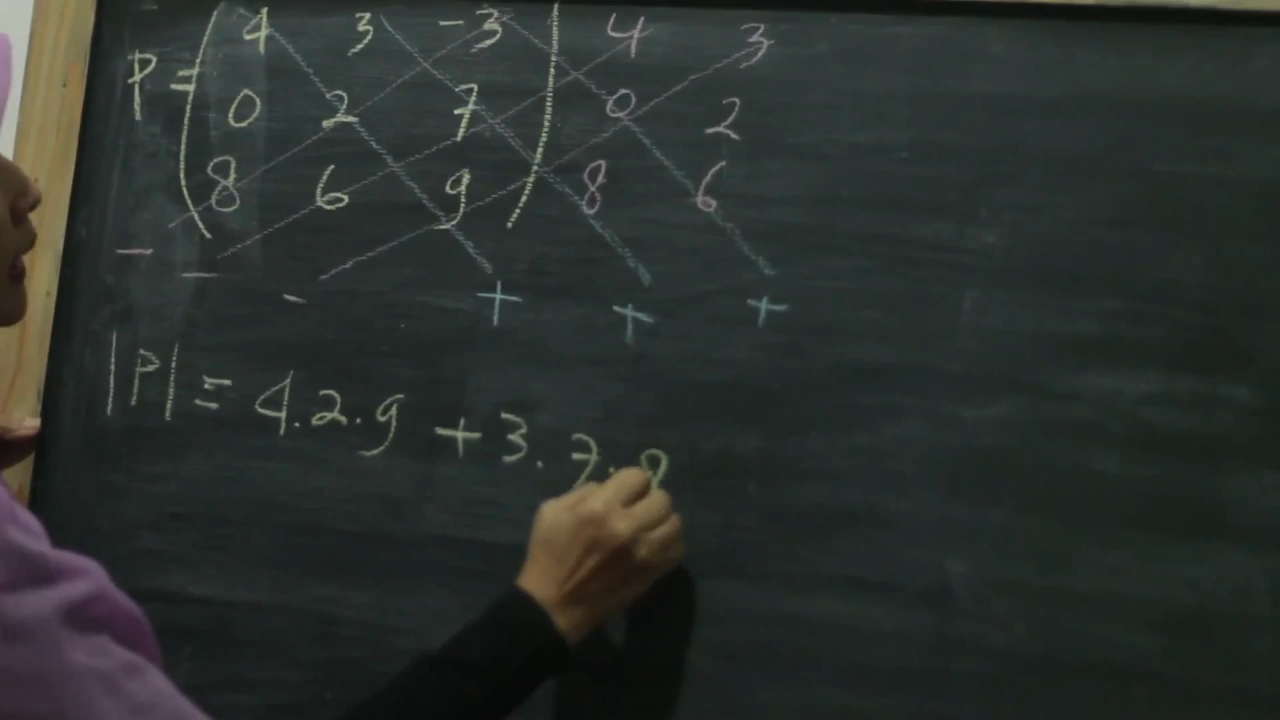 P = ( 4 3 -3 ) 4 3
0 2 7 0 2
8 6 9 8 6
- - - + + +
|P| = 4.2.9 + 3.7.8